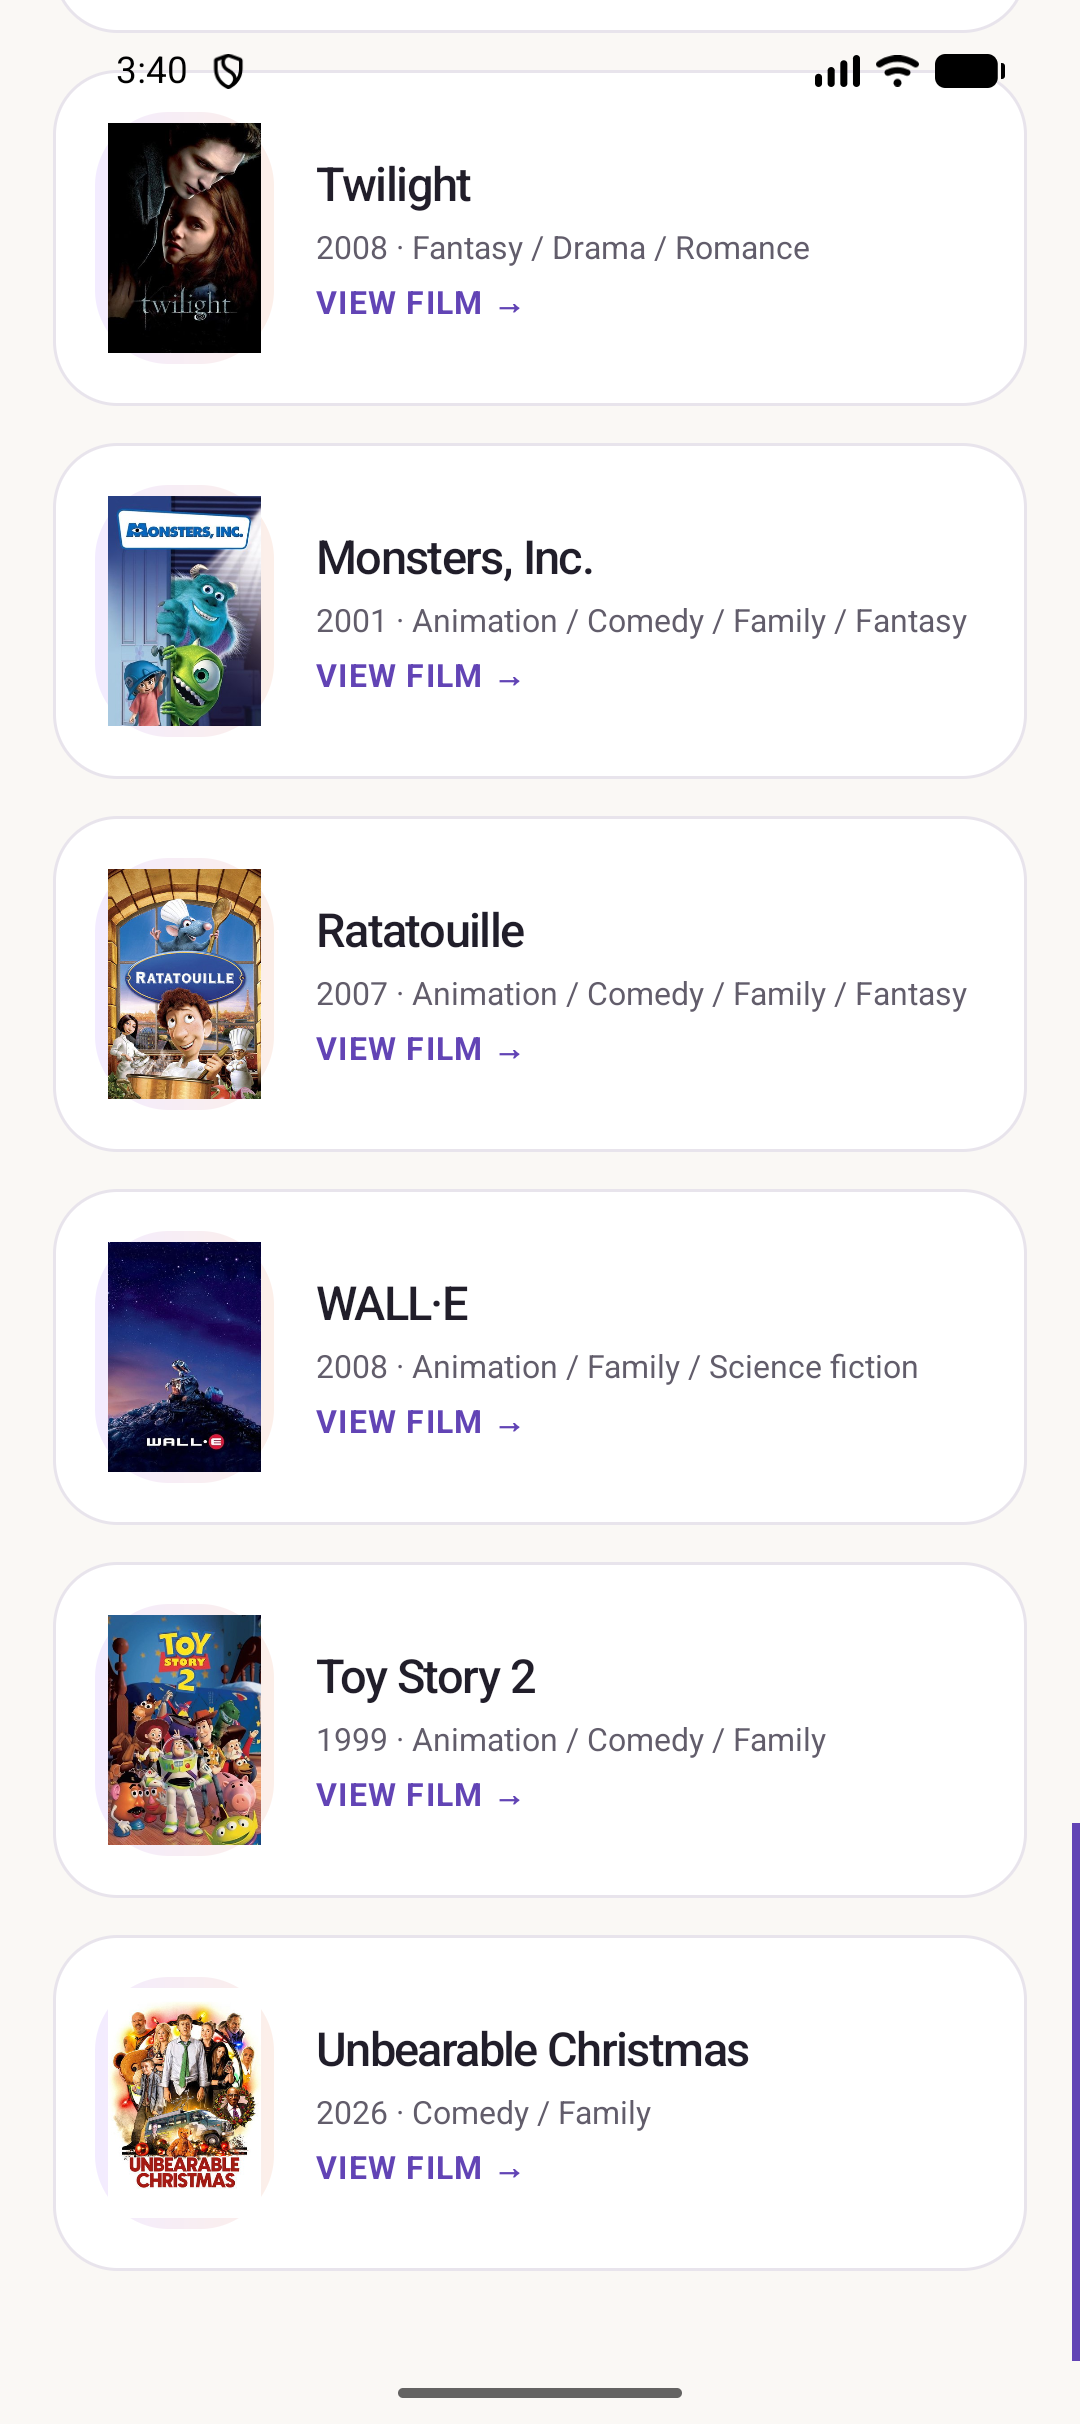 3:40
twilight
Twilight
2008 · Fantasy / Drama / Romance
VIEW FILM →
MONSTERS, INC.
Monsters, Inc.
2001 · Animation / Comedy / Family / Fantasy
VIEW FILM →
RATATOUILLE
Ratatouille
2007 · Animation / Comedy / Family / Fantasy
VIEW FILM →
WALL·E
WALL·E
2008 · Animation / Family / Science fiction
VIEW FILM →
TOY
STORY
2
Toy Story 2
1999 · Animation / Comedy / Family
VIEW FILM →
UNBEARABLE
CHRISTMAS
Unbearable Christmas
2026 · Comedy / Family
VIEW FILM →